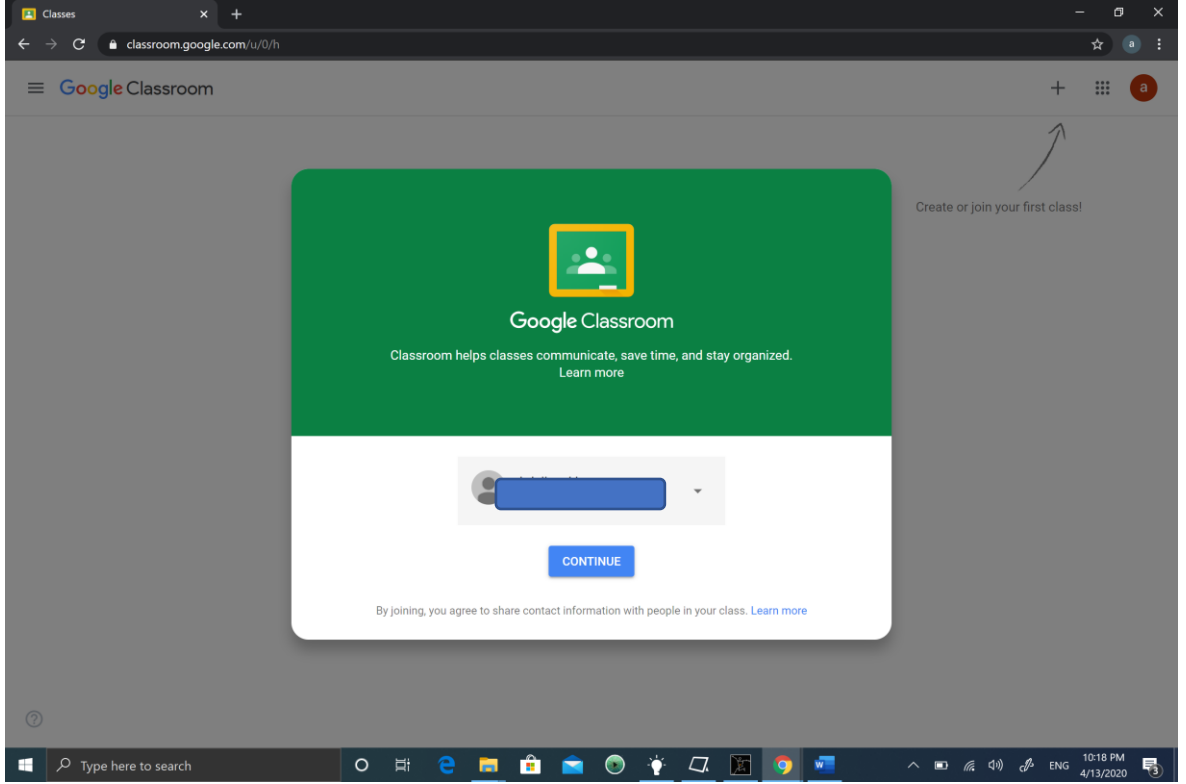 Classes
classroom.google.com/u/0/h
a
Google Classroom
a
Create or join your first class!
Google Classroom
Classroom helps classes communicate, save time, and stay organized.
Learn more
CONTINUE
By joining, you agree to share contact information with people in your class. Learn more
Type here to search
W
ENG
10:18 PM
4/13/2020
3